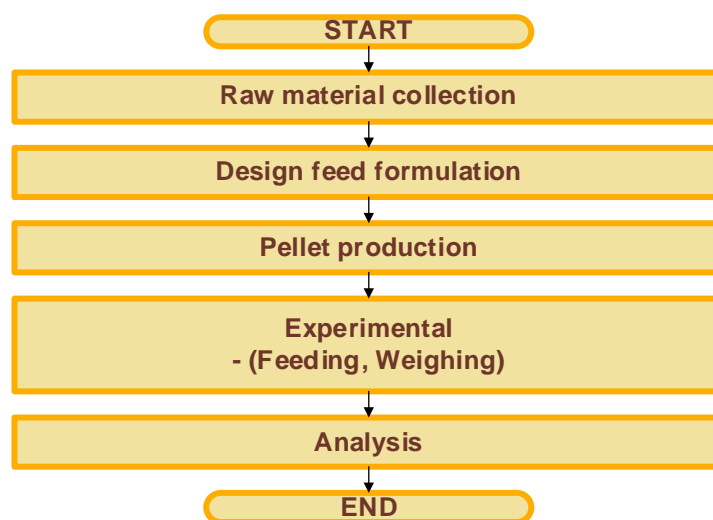 START
Raw material collection
Design feed formulation
Pellet production
Experimental
- (Feeding, Weighing)
Analysis
END